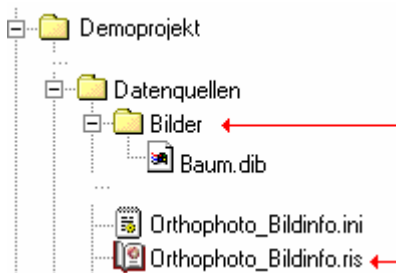 Demoprojekt
...
Datenquellen
Bilder
Baum.dib
...
Orthophoto_Bildinfo.ini
Orthophoto_Bildinfo.ris